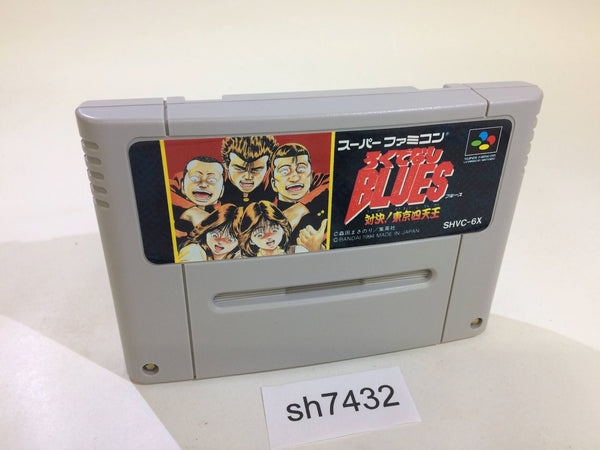 スーパーファミコン®
ろくでなし
BLUES
ブルース
対決!東京四天王
SHVC-6X
©森田まさのり/集英社
©BANDAI 1994 MADE IN JAPAN
sh7432